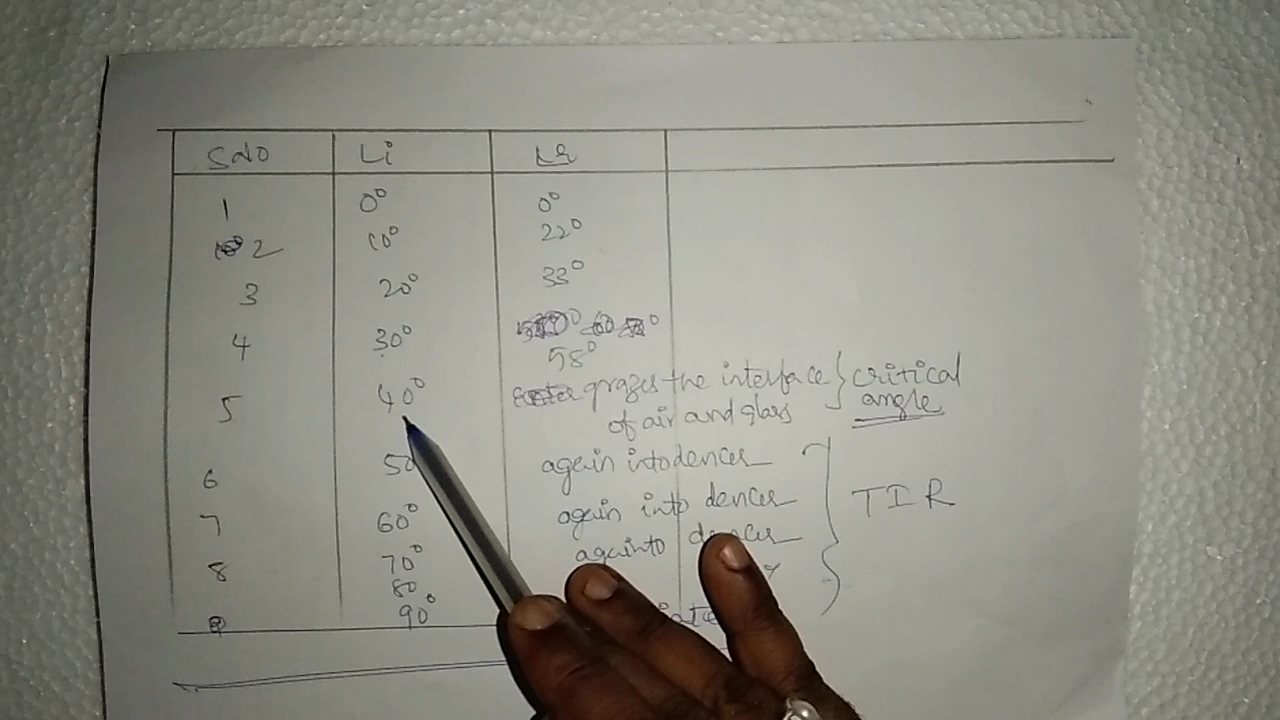 SNO Li Lr
1 0° 0°
2 10° 22°
3 20° 33°
4 30°
58°
5 40° grazes the interface } critical
of air and glass angle
6 50 again into dencer
7 60° again into dencer TIR
8 70° againto
80
90°